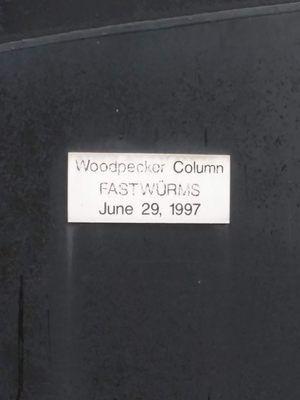 Woodpecker Column
FASTWÜRMS
June 29, 1997